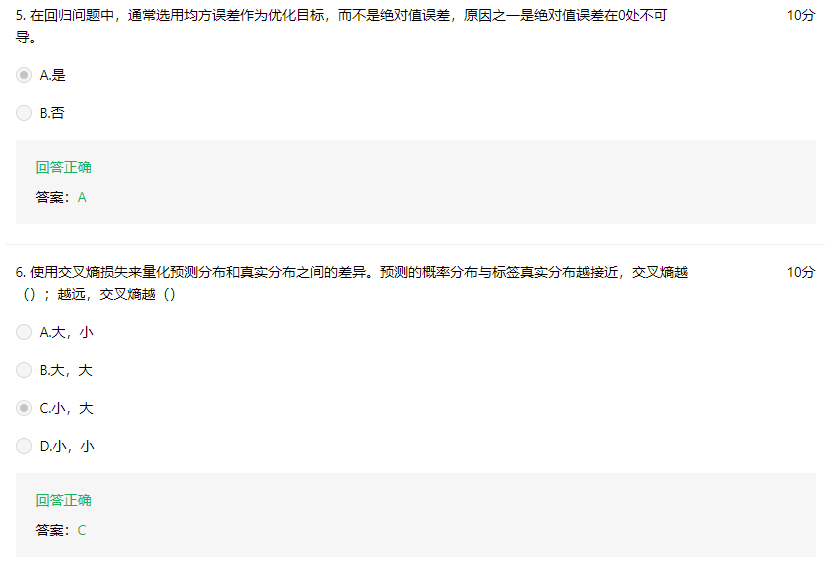 5. 在回归问题中，通常选用均方误差作为优化目标，而不是绝对值误差，原因之一是绝对值误差在0处不可 10分
导。
A.是
B.否
回答正确
答案：A
6. 使用交叉熵损失来量化预测分布和真实分布之间的差异。预测的概率分布与标签真实分布越接近，交叉熵越 10分
（）；越远，交叉熵越（）
A.大，小
B.大，大
C.小，大
D.小，小
回答正确
答案：C